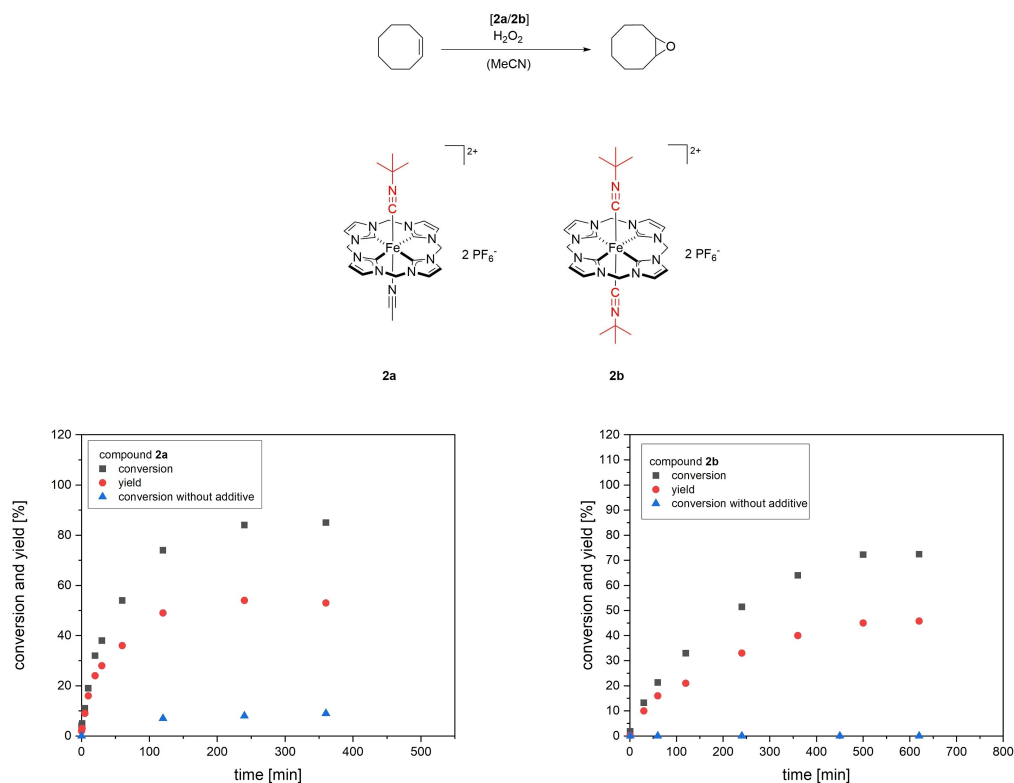 [2a/2b]
H2O2
(MeCN)
O
2+
N
C
N N
N N
Fe
N N
N N
2 PF6-
N
2a
2+
N
C
N N
N N
Fe
N N
N N
2 PF6-
C
N
2b
120
100
80
60
40
20
0
conversion and yield [%]
compound 2a
conversion
yield
conversion without additive
0 100 200 300 400 500
time [min]
120
110
100
90
80
70
60
50
40
30
20
10
0
conversion and yield [%]
compound 2b
conversion
yield
conversion without additive
0 100 200 300 400 500 600 700 800
time [min]